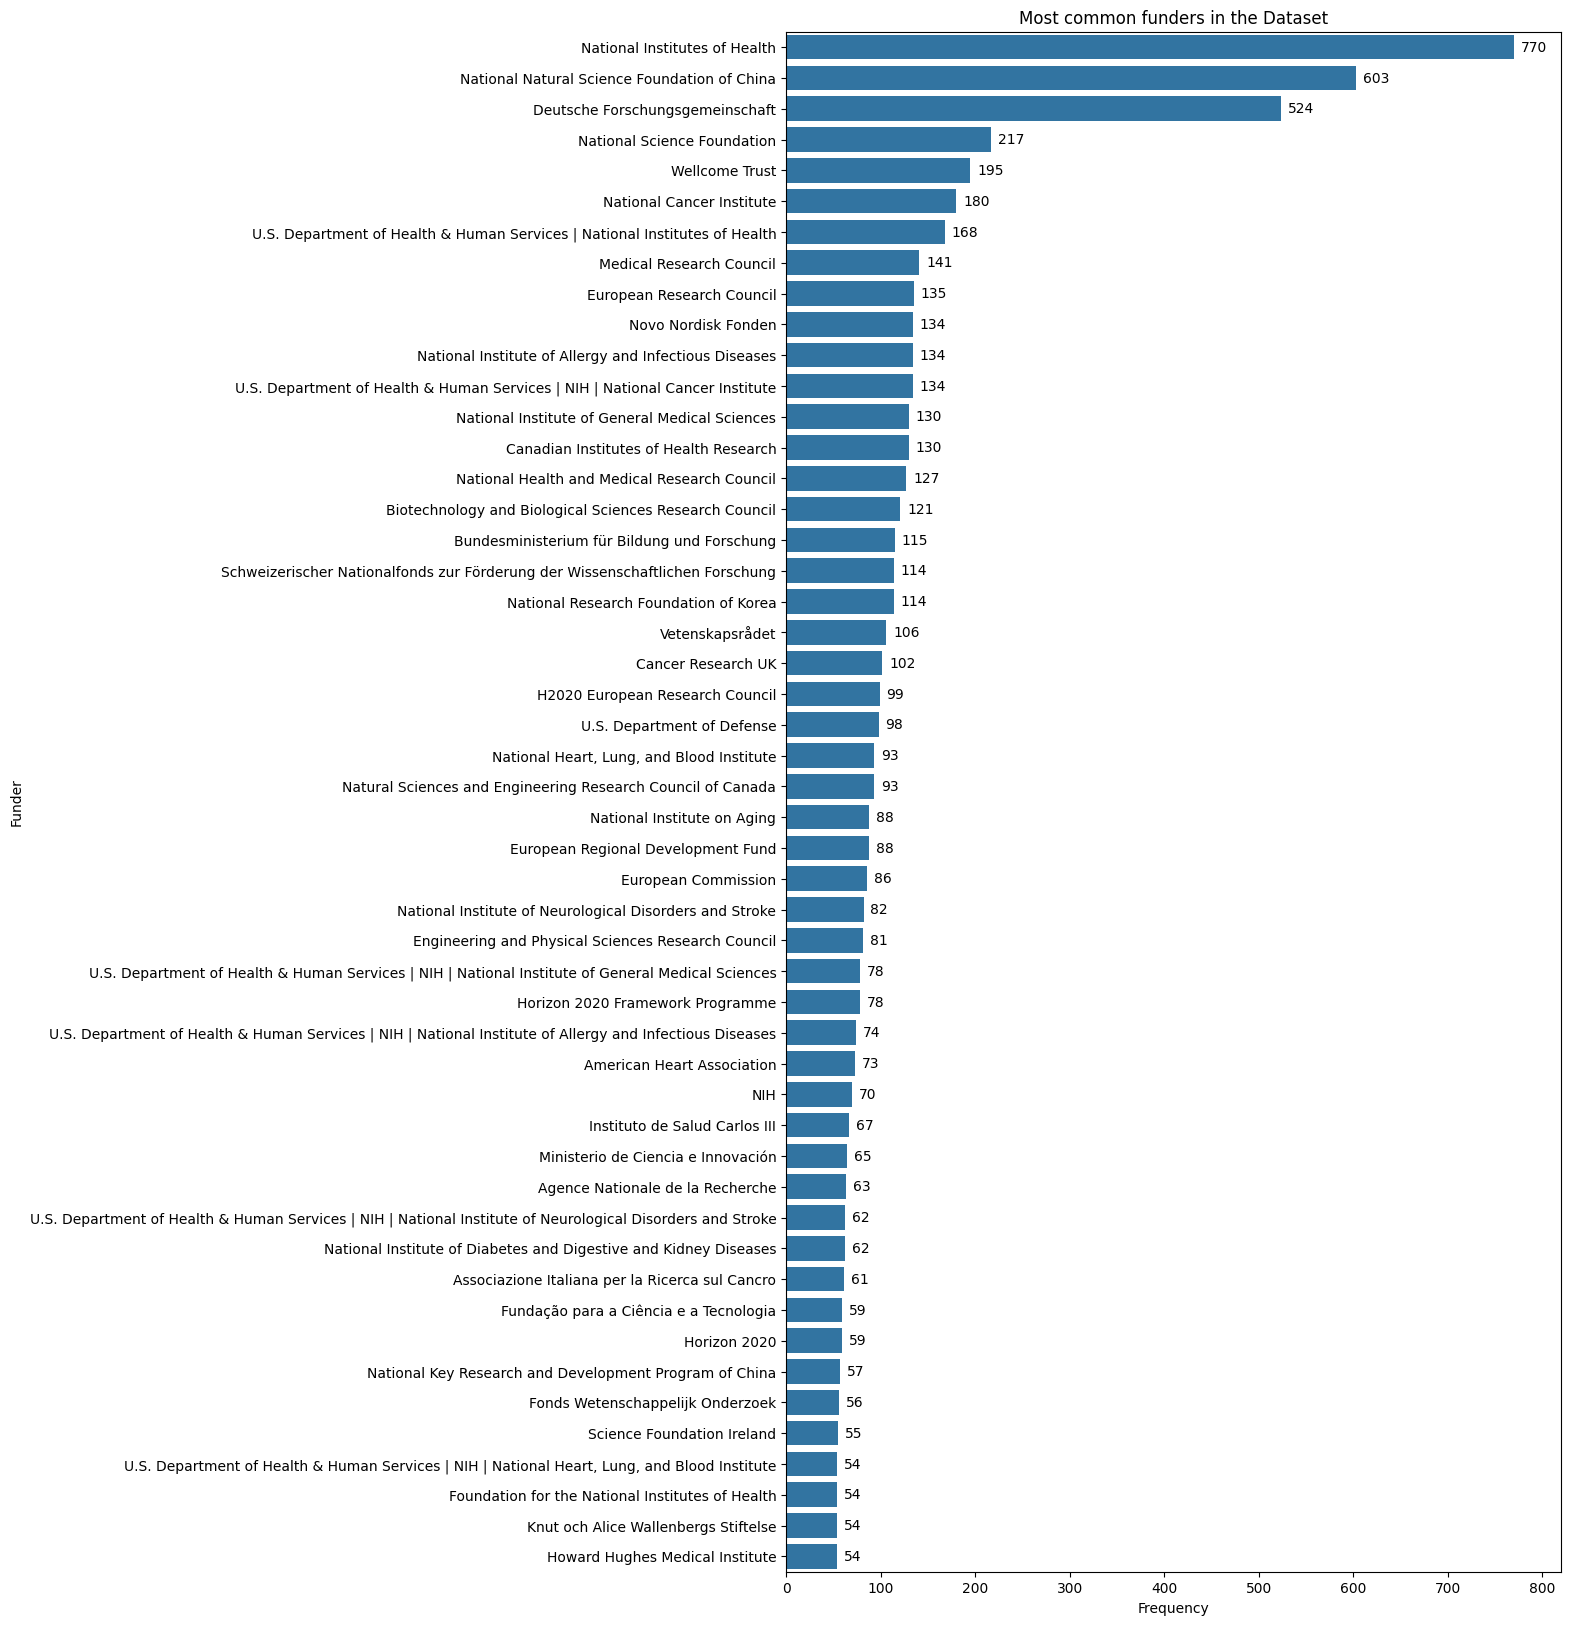 Most common funders in the Dataset
National Institutes of Health 770
National Natural Science Foundation of China 603
Deutsche Forschungsgemeinschaft 524
National Science Foundation 217
Wellcome Trust 195
National Cancer Institute 180
U.S. Department of Health & Human Services | National Institutes of Health 168
Medical Research Council 141
European Research Council 135
Novo Nordisk Fonden 134
National Institute of Allergy and Infectious Diseases 134
U.S. Department of Health & Human Services | NIH | National Cancer Institute 134
National Institute of General Medical Sciences 130
Canadian Institutes of Health Research 130
National Health and Medical Research Council 127
Biotechnology and Biological Sciences Research Council 121
Bundesministerium für Bildung und Forschung 115
Schweizerischer Nationalfonds zur Förderung der Wissenschaftlichen Forschung 114
National Research Foundation of Korea 114
Vetenskapsrådet 106
Cancer Research UK 102
H2020 European Research Council 99
U.S. Department of Defense 98
National Heart, Lung, and Blood Institute 93
Natural Sciences and Engineering Research Council of Canada 93
National Institute on Aging 88
European Regional Development Fund 88
European Commission 86
National Institute of Neurological Disorders and Stroke 82
Engineering and Physical Sciences Research Council 81
U.S. Department of Health & Human Services | NIH | National Institute of General Medical Sciences 78
Horizon 2020 Framework Programme 78
U.S. Department of Health & Human Services | NIH | National Institute of Allergy and Infectious Diseases 74
American Heart Association 73
NIH 70
Instituto de Salud Carlos III 67
Ministerio de Ciencia e Innovación 65
Agence Nationale de la Recherche 63
U.S. Department of Health & Human Services | NIH | National Institute of Neurological Disorders and Stroke 62
National Institute of Diabetes and Digestive and Kidney Diseases 62
Associazione Italiana per la Ricerca sul Cancro 61
Fundação para a Ciência e a Tecnologia 59
Horizon 2020 59
National Key Research and Development Program of China 57
Fonds Wetenschappelijk Onderzoek 56
Science Foundation Ireland 55
U.S. Department of Health & Human Services | NIH | National Heart, Lung, and Blood Institute 54
Foundation for the National Institutes of Health 54
Knut och Alice Wallenbergs Stiftelse 54
Howard Hughes Medical Institute 54
0 100 200 300 400 500 600 700 800
Frequency
Funder